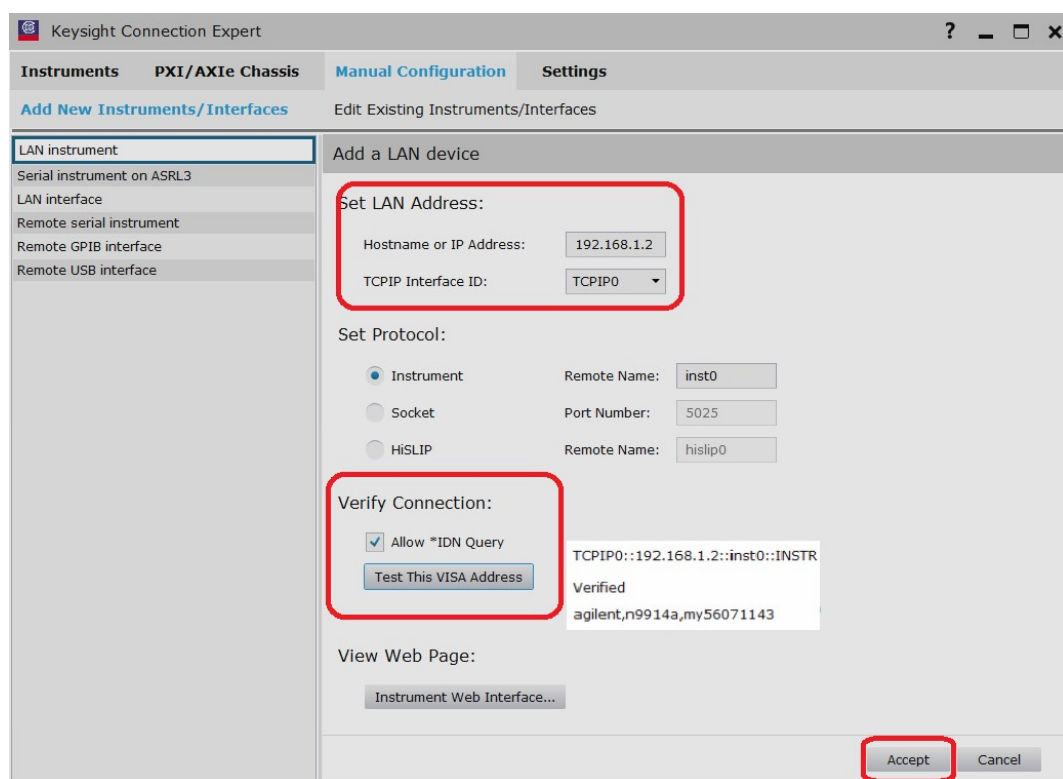 Keysight Connection Expert ?
Instruments PXI/AXIe Chassis Manual Configuration Settings
Add New Instruments/Interfaces Edit Existing Instruments/Interfaces
LAN instrument
Serial instrument on ASRL3
LAN interface
Remote serial instrument
Remote GPIB interface
Remote USB interface
Add a LAN device
Set LAN Address:
Hostname or IP Address: 192.168.1.2
TCPIP Interface ID: TCPIP0
Set Protocol:
Instrument Remote Name: inst0
Socket Port Number: 5025
HiSLIP Remote Name: hislip0
Verify Connection:
Allow *IDN Query
Test This VISA Address
TCPIP0::192.168.1.2::inst0::INSTR
Verified
agilent,n9914a,my56071143
View Web Page:
Instrument Web Interface...
Accept Cancel